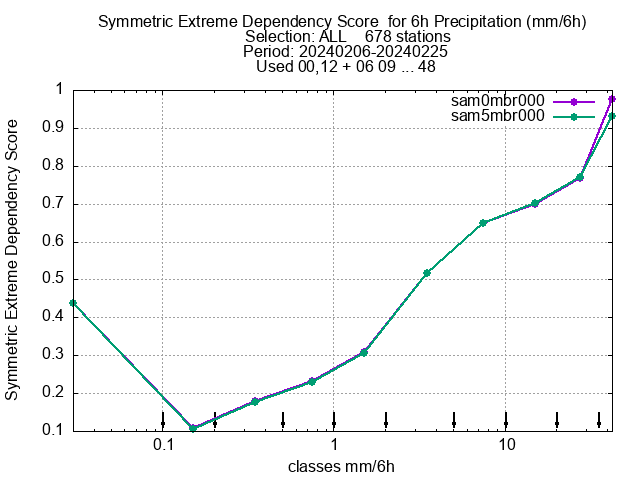 Symmetric Extreme Dependency Score  for 6h Precipitation (mm/6h)
Selection: ALL    678 stations
Period: 20240206-20240225
Used 00,12 + 06 09 ... 48
sam0mbr000
sam5mbr000
1
0.9
0.8
0.7
0.6
0.5
0.4
0.3
0.2
0.1
Symmetric Extreme Dependency Score
0.1 1 10
classes mm/6h